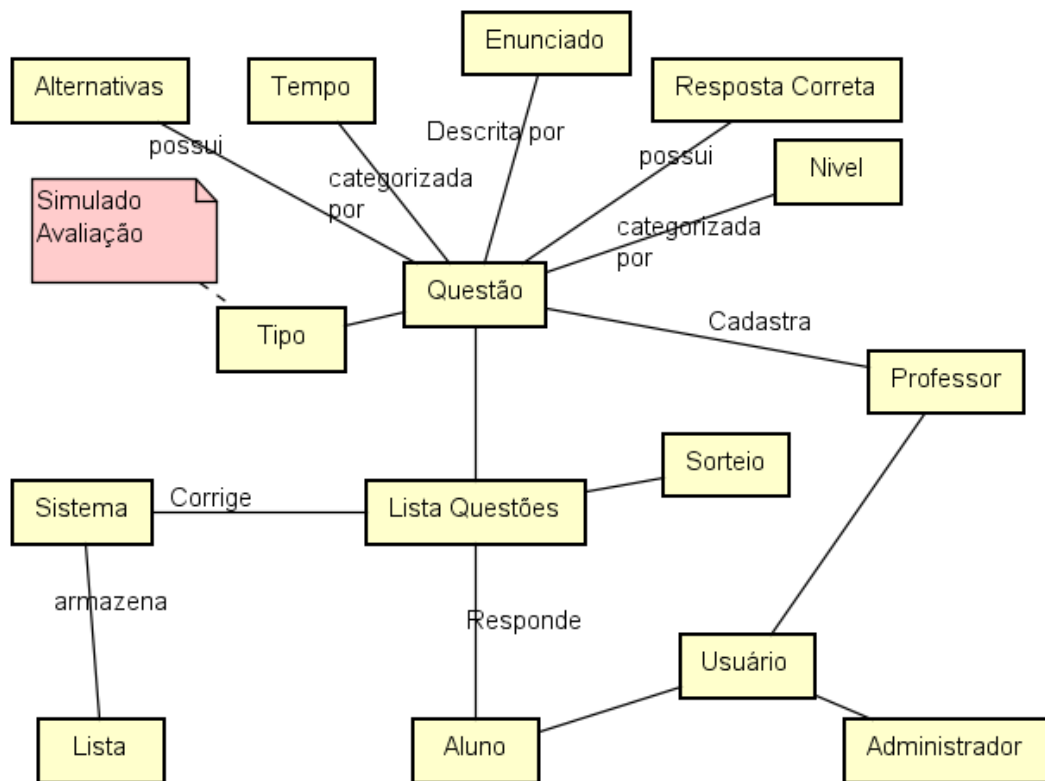 Enunciado
Alternativas
Tempo
Resposta Correta
Descrita por
possui
possui
Nivel
categorizada
por
Simulado
Avaliação
categorizada
por
Questão
Tipo
Cadastra
Professor
Sorteio
Sistema
Corrige
Lista Questões
armazena
Responde
Usuário
Lista
Aluno
Administrador